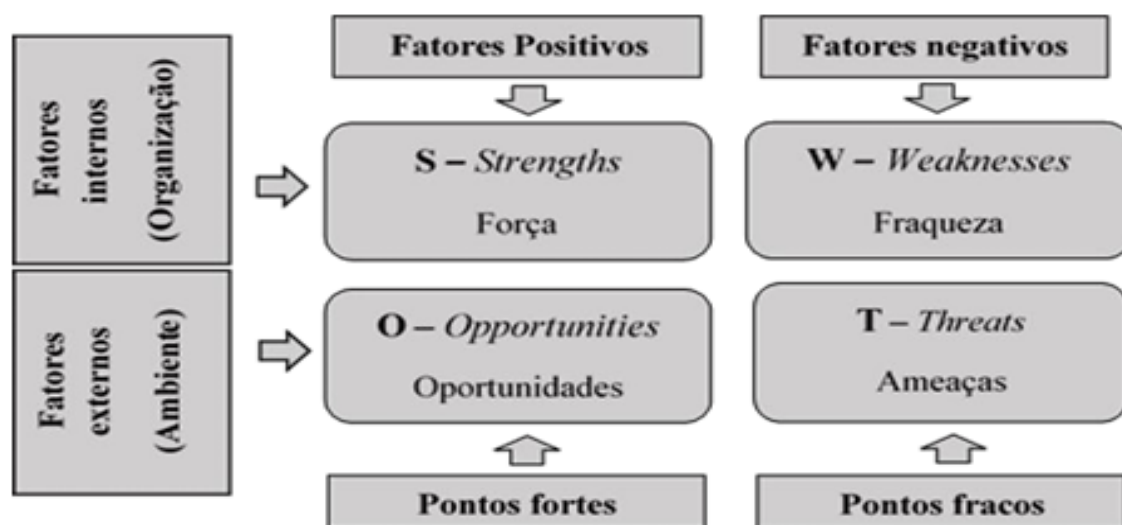 Fatores Positivos
Fatores negativos
Fatores
internos
(Organização)
S – Strengths
Força
W – Weaknesses
Fraqueza
Fatores
externos
(Ambiente)
O – Opportunities
Oportunidades
T – Threats
Ameaças
Pontos fortes
Pontos fracos